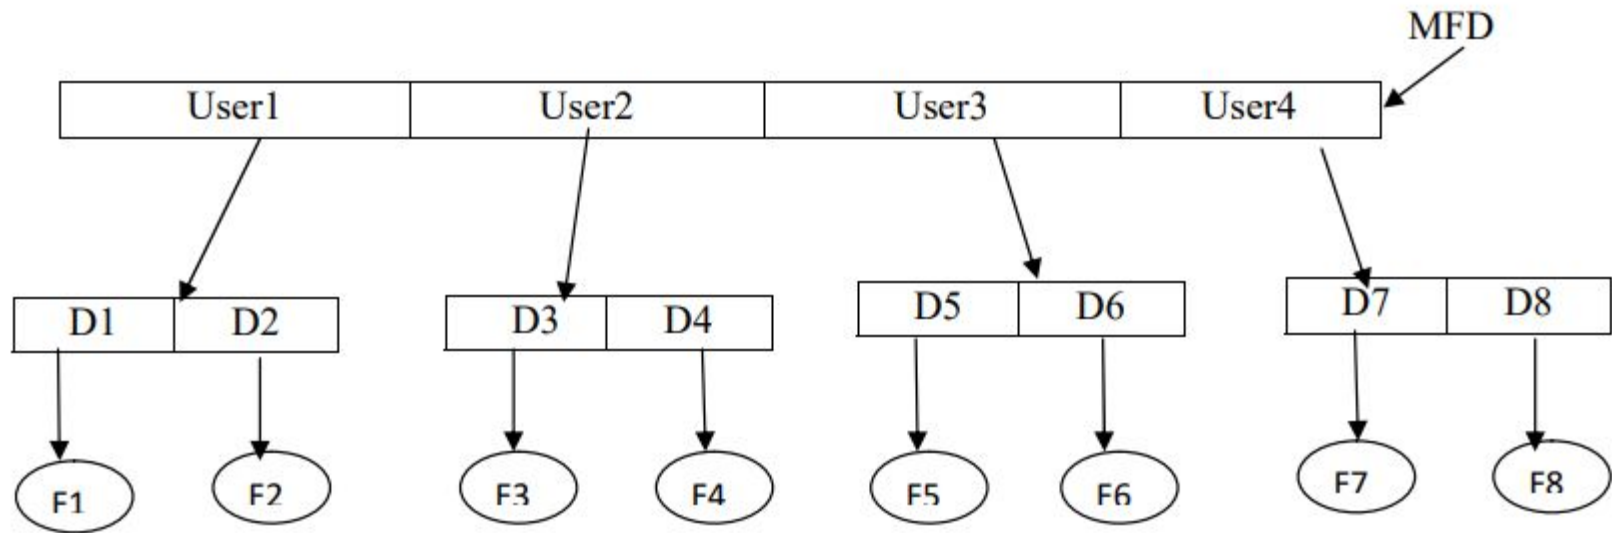 MFD
User1 User2 User3 User4
D1 D2 D3 D4 D5 D6 D7 D8
F1 F2 F3 F4 F5 F6 F7 F8